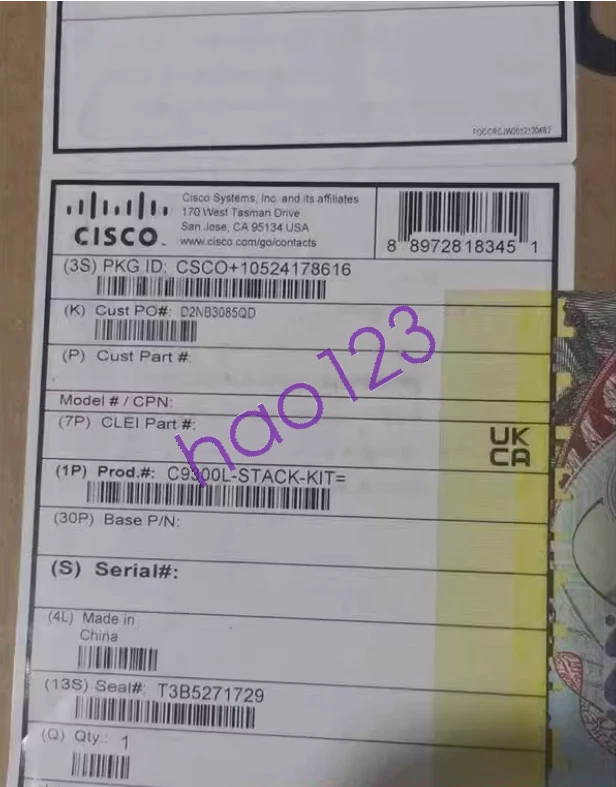 Cisco Systems, Inc. and its affiliates
170 West Tasman Drive
San Jose, CA 95134 USA
www.cisco.com/go/contacts
CISCO
8 8972818345 1
(3S) PKG ID: CSCO+10524178616
(K) Cust PO#: D2NB3085QD
(P) Cust Part #:
Model # / CPN:
(7P) CLEI Part #:
UK
CA
hao123
(1P) Prod.#: C9300L-STACK-KIT=
(30P) Base P/N:
(S) Serial#:
(4L) Made in
China
(13S) Seal#: T3B5271729
(Q) Qty.: 1